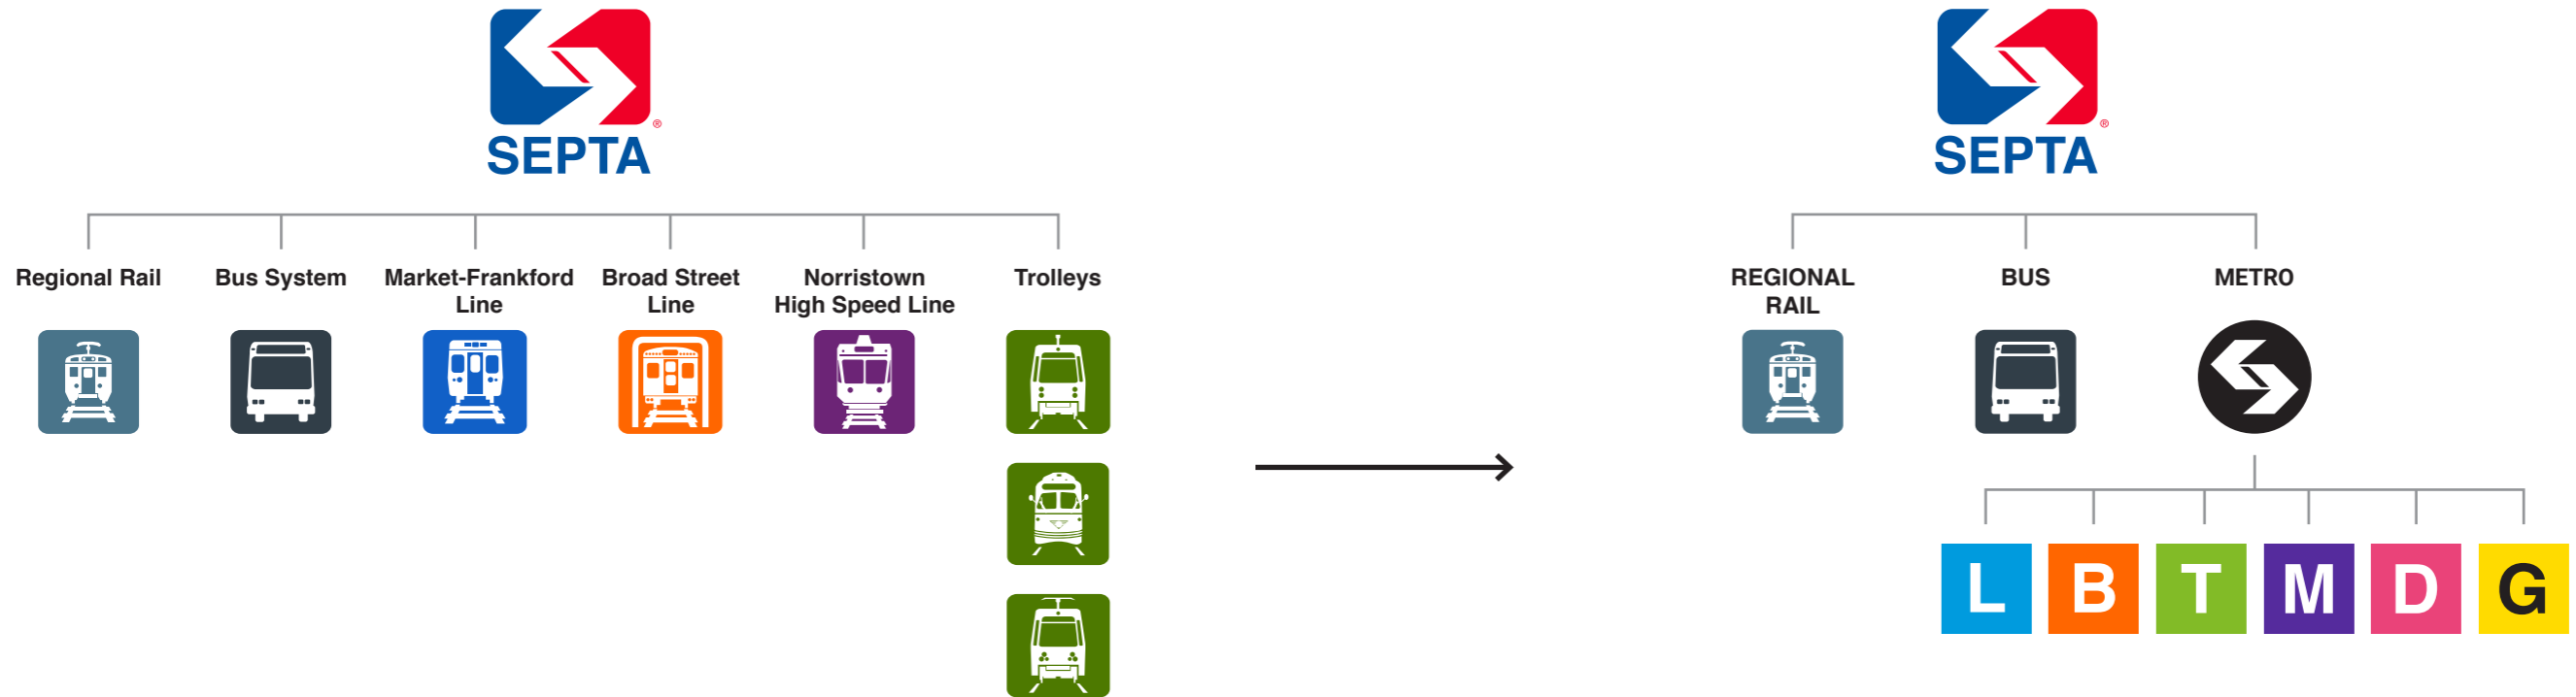 SEPTA
®
Regional Rail
Bus System
Market-Frankford
Line
Broad Street
Line
Norristown
High Speed Line
Trolleys
SEPTA
®
REGIONAL
RAIL
BUS
METRO
L B T M D G